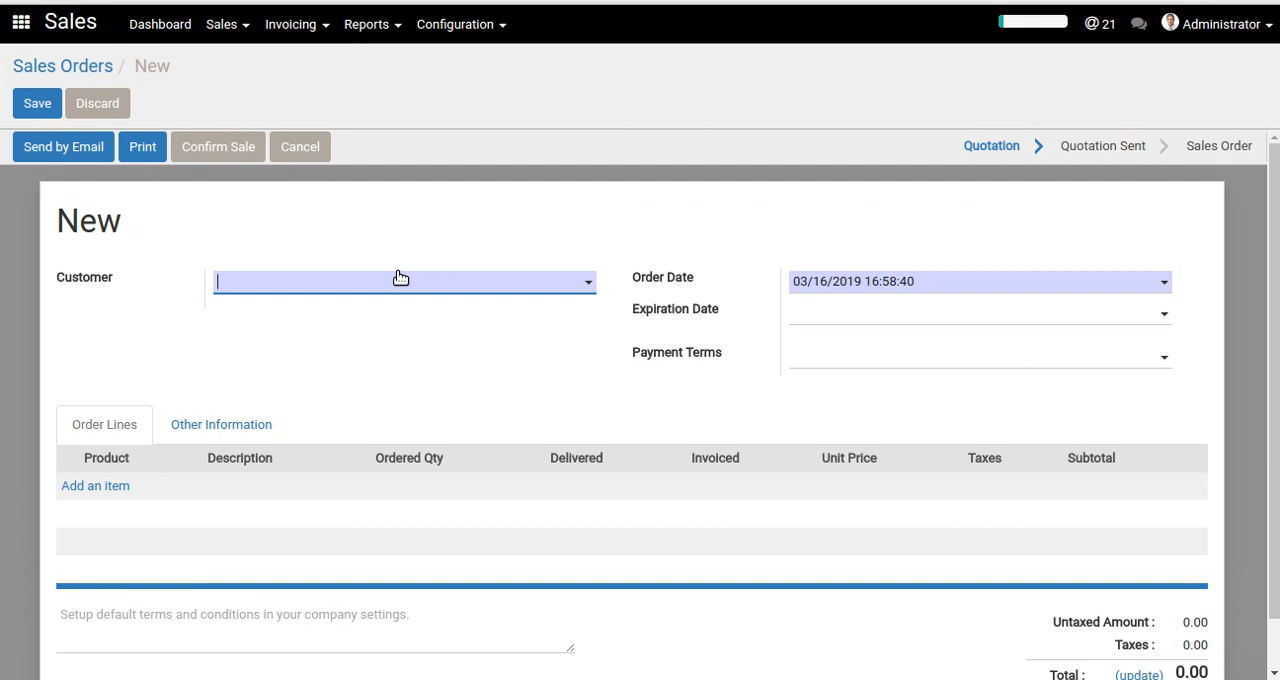 Sales Dashboard Sales Invoicing Reports Configuration @ 21 Administrator
Sales Orders / New
Save Discard
Send by Email Print Confirm Sale Cancel Quotation Quotation Sent Sales Order
New
Customer Order Date 03/16/2019 16:58:40
Expiration Date
Payment Terms
Order Lines Other Information
Product Description Ordered Qty Delivered Invoiced Unit Price Taxes Subtotal
Add an item
Setup default terms and conditions in your company settings.
Untaxed Amount : 0.00
Taxes : 0.00
Total : (update) 0.00